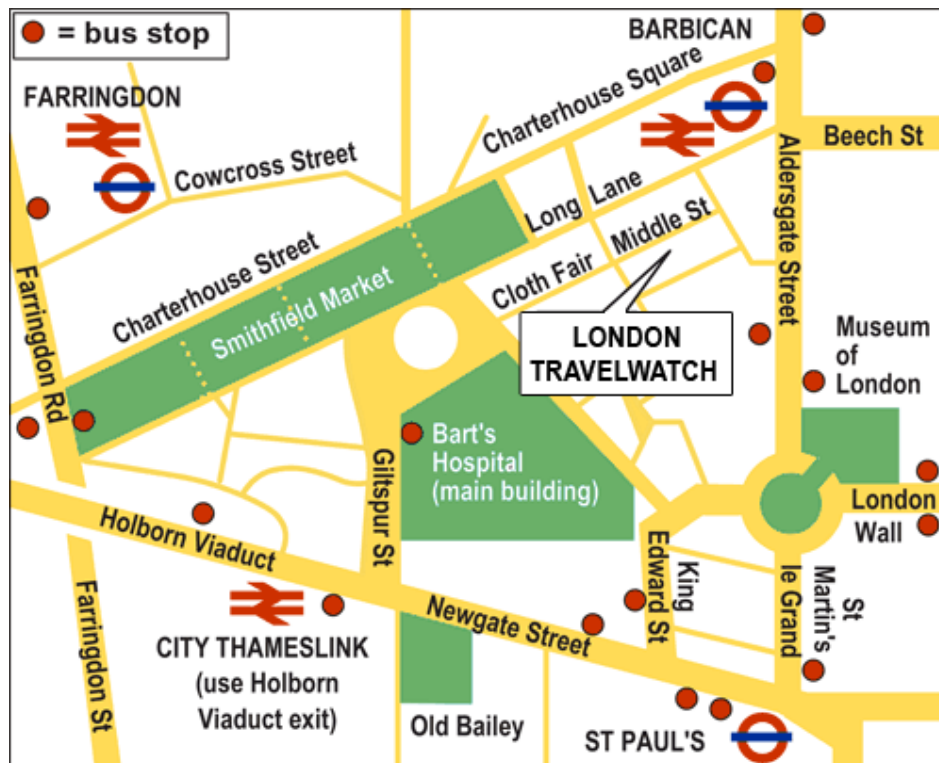 = bus stop
BARBICAN
FARRINGDON
Charterhouse Square
Beech St
Cowcross Street
Long Lane
Aldersgate Street
Middle St
Cloth Fair
Charterhouse Street
Smithfield Market
Farringdon Rd
LONDON
TRAVELWATCH
Museum
of
London
Bart's
Hospital
(main building)
Giltspur St
London
Wall
Holborn Viaduct
King
Edward St
St
Martin's
le Grand
Farringdon St
Newgate Street
CITY THAMESLINK
(use Holborn
Viaduct exit)
Old Bailey
ST PAUL'S